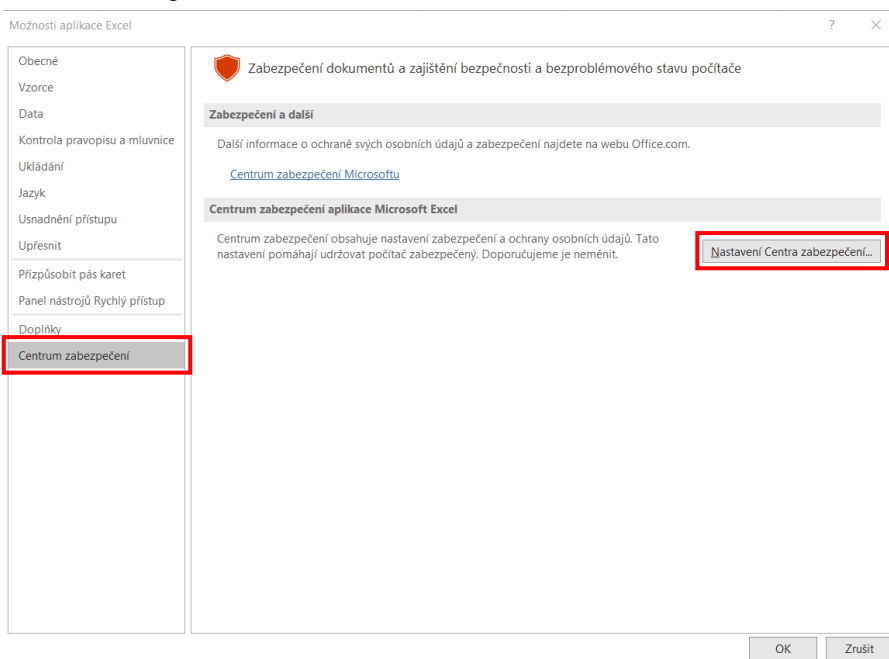 Možnosti aplikace Excel
?
Obecné
Vzorce
Data
Kontrola pravopisu a mluvnice
Ukládání
Jazyk
Usnadnění přístupu
Upřesnit
Přizpůsobit pás karet
Panel nástrojů Rychlý přístup
Doplňky
Centrum zabezpečení
Zabezpečení dokumentů a zajištění bezpečnosti a bezproblémového stavu počítače
Zabezpečení a další
Další informace o ochraně svých osobních údajů a zabezpečení najdete na webu Office.com.
Centrum zabezpečení Microsoftu
Centrum zabezpečení aplikace Microsoft Excel
Centrum zabezpečení obsahuje nastavení zabezpečení a ochrany osobních údajů. Tato
nastavení pomáhají udržovat počítač zabezpečený. Doporučujeme je neměnit.
Nastavení Centra zabezpečení...
OK
Zrušit